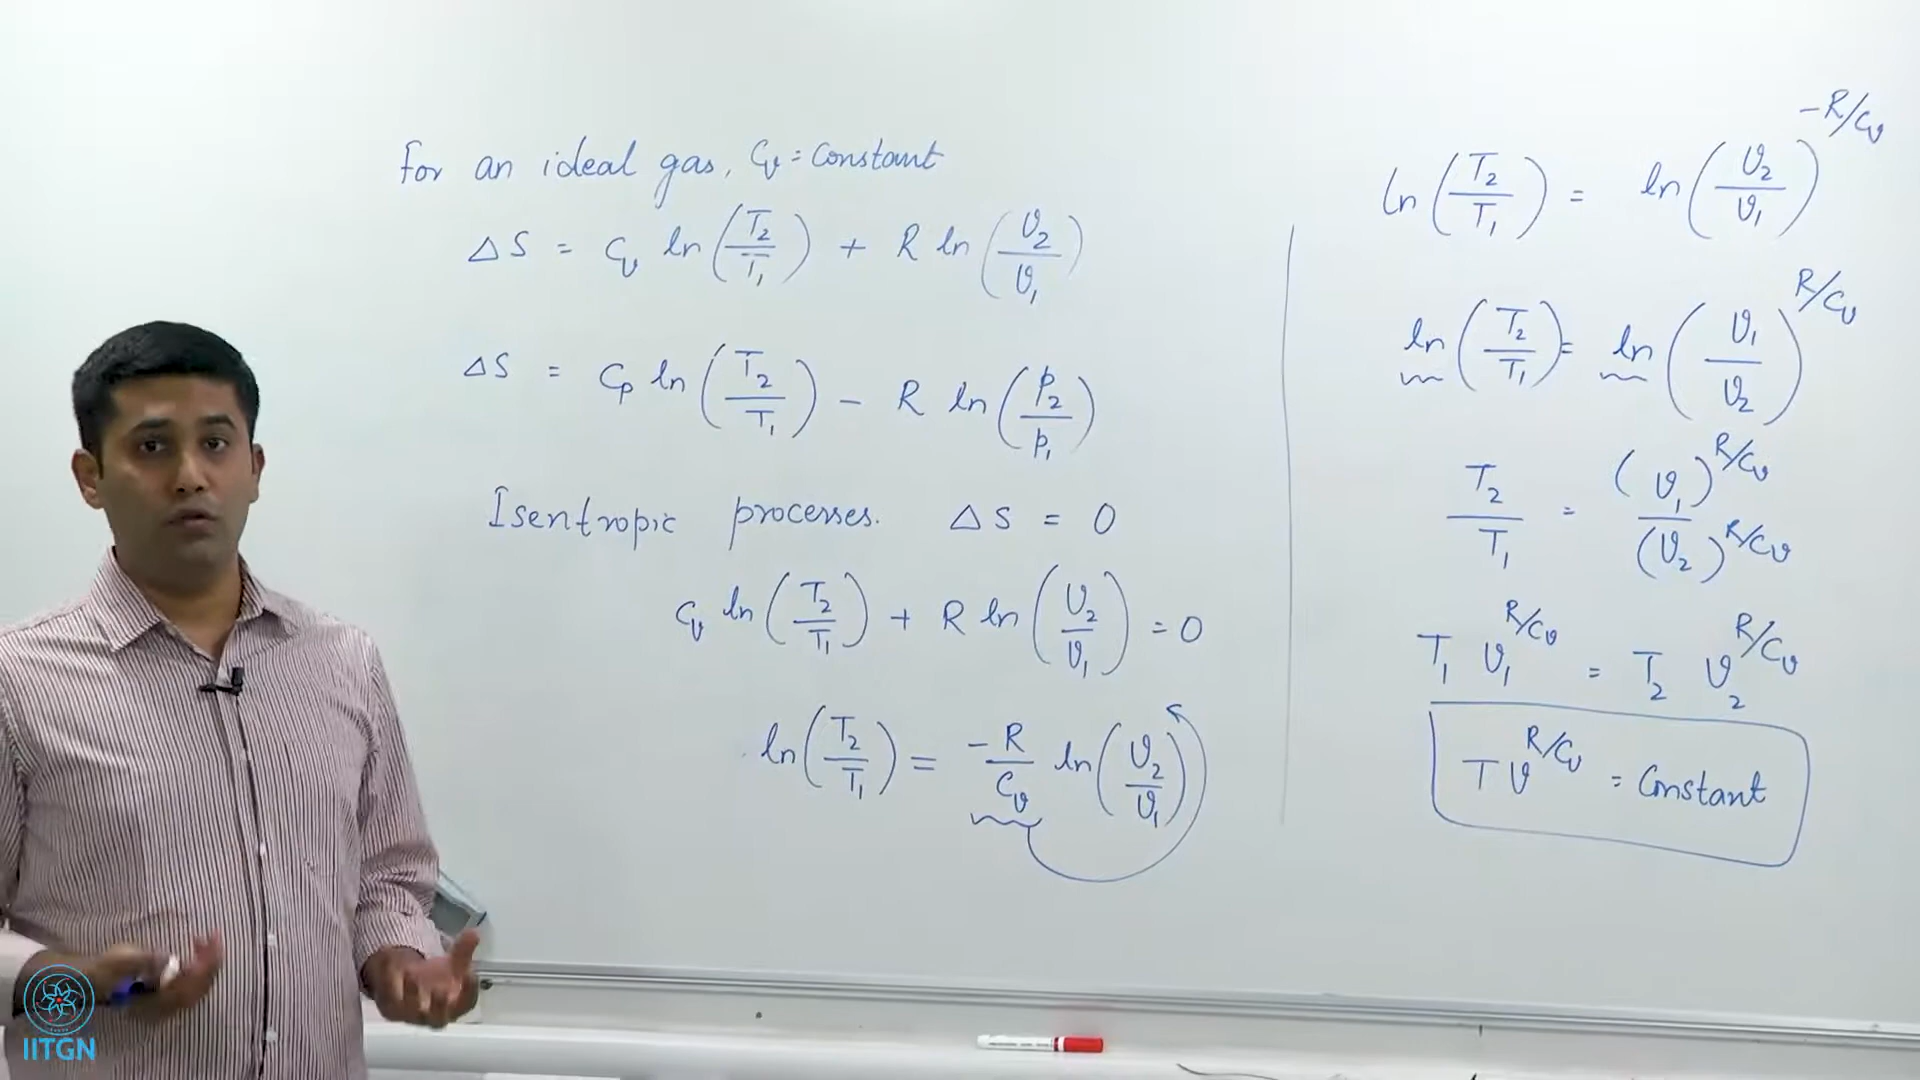 For an ideal gas, Cv = Constant
ΔS = Cv ln(T2/T1) + R ln(v2/v1)
ΔS = Cp ln(T2/T1) − R ln(p2/p1)
Isentropic processes. ΔS = 0
Cv ln(T2/T1) + R ln(v2/v1) = 0
ln(T2/T1) = −R/Cv ln(v2/v1)
ln(T2/T1) = ln(v2/v1)^(−R/Cv)
ln(T2/T1) = ln(v1/v2)^(R/Cv)
T2/T1 = (v1)^(R/Cv)/(v2)^(R/Cv)
T1 v1^(R/Cv) = T2 v2^(R/Cv)
T v^(R/Cv) = Constant
IITGN